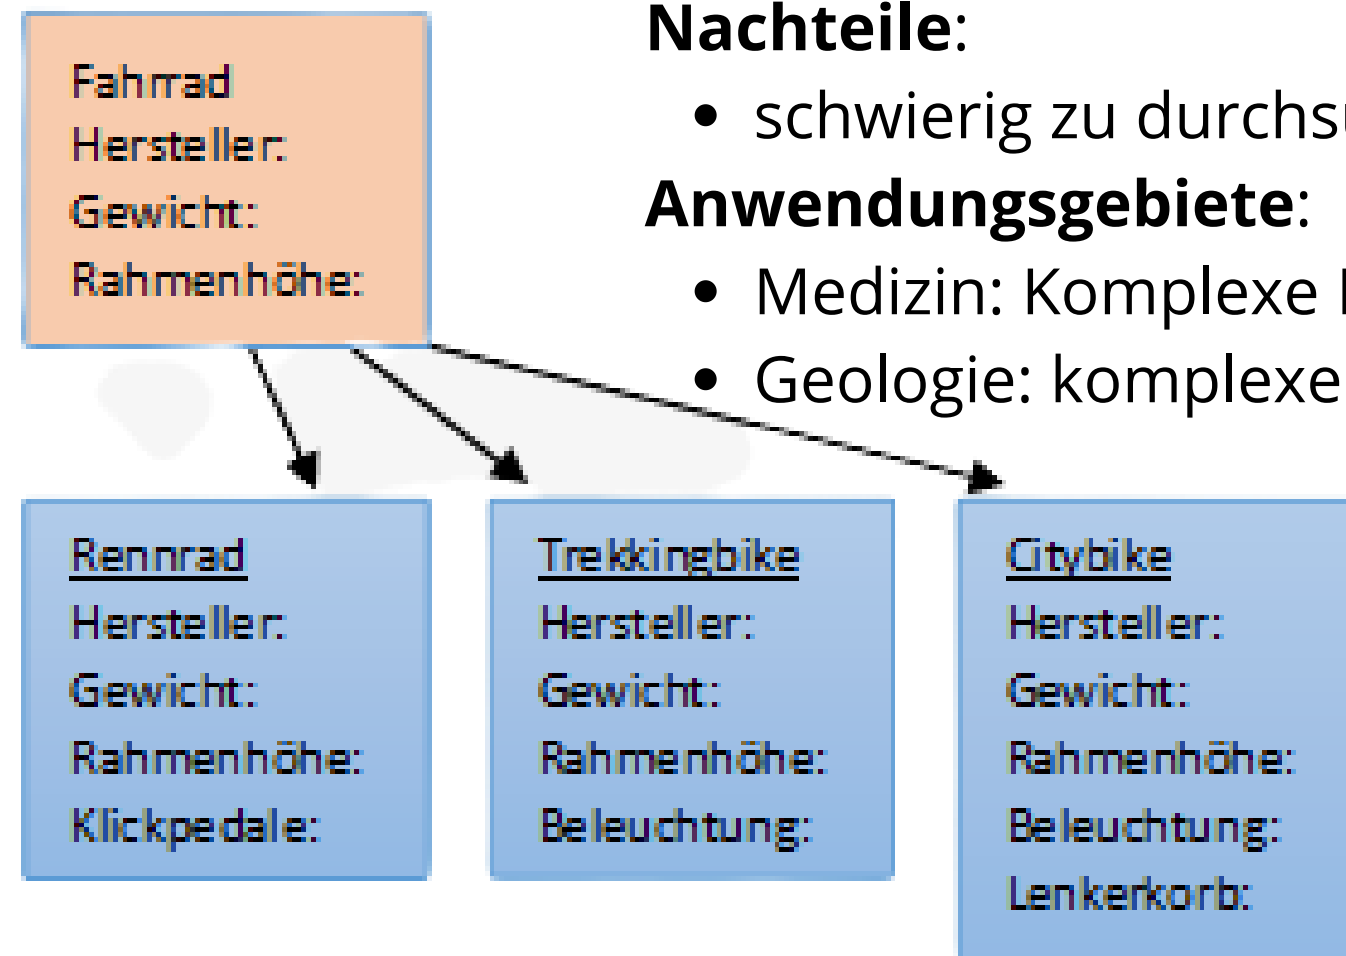 Fahrrad
Hersteller:
Gewicht:
Rahmenhöhe:
Nachteile:
• schwierig zu
Anwendungsgebiete:
• Medizin: Komplexe
• Geologie: komplexe
Rennrad
Hersteller:
Gewicht:
Rahmenhöhe:
Klickpedale:
Trekkingbike
Hersteller:
Gewicht:
Rahmenhöhe:
Beleuchtung:
Citybike
Hersteller:
Gewicht:
Rahmenhöhe:
Beleuchtung:
Lenkerkorb: